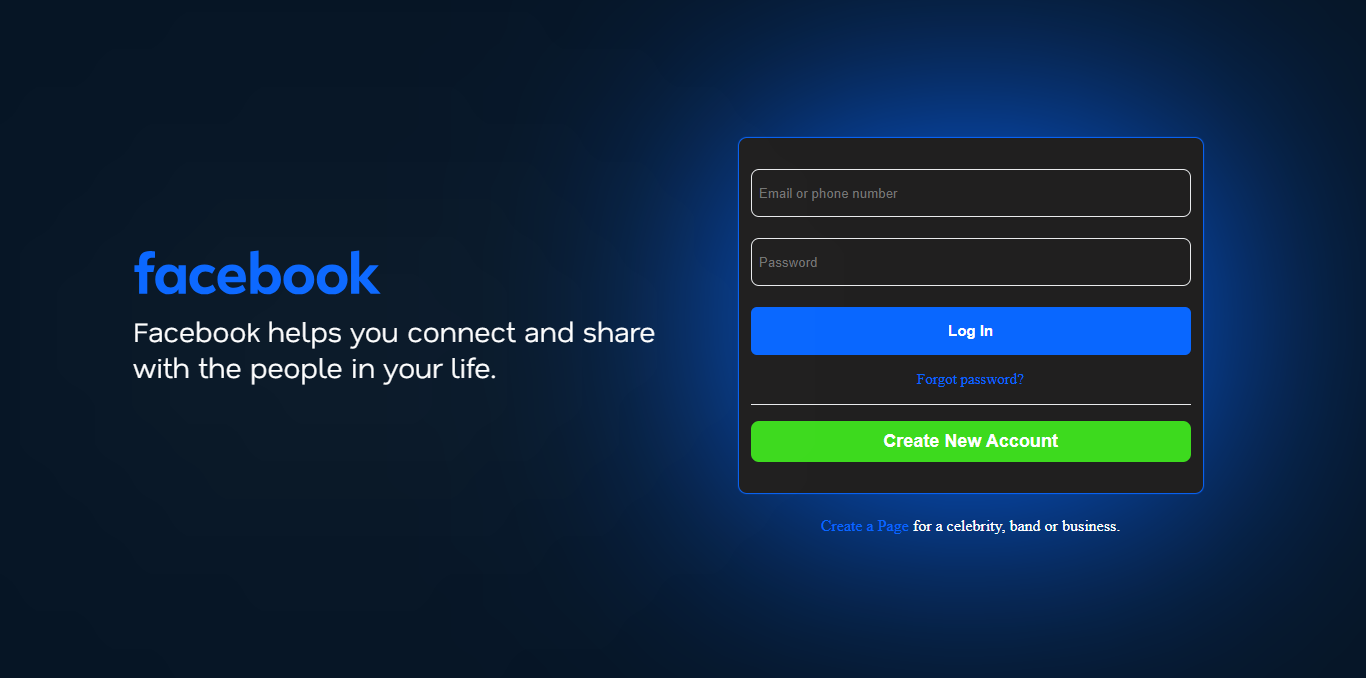 facebook
Facebook helps you connect and share
with the people in your life.
Email or phone number
Password
Log In
Forgot password?
Create New Account
Create a Page for a celebrity, band or business.